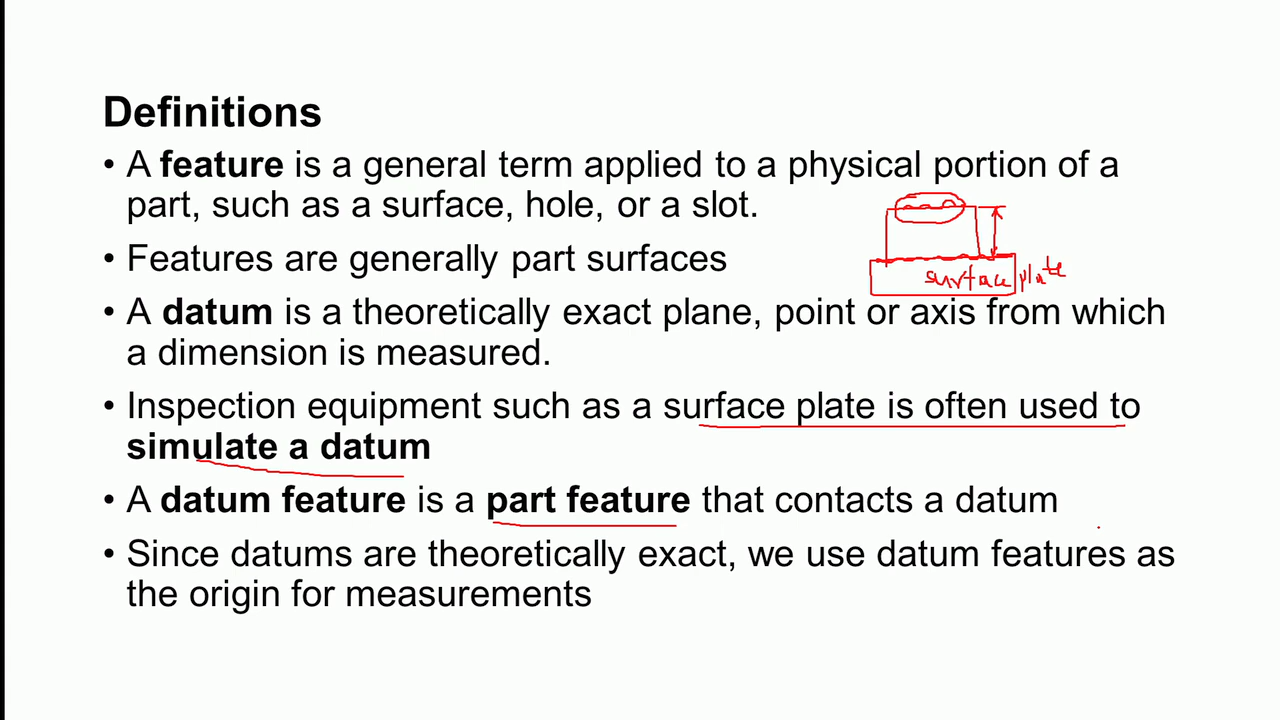 Definitions
• A feature is a general term applied to a physical portion of a
part, such as a surface, hole, or a slot.
• Features are generally part surfaces
surface plate
• A datum is a theoretically exact plane, point or axis from which
a dimension is measured.
• Inspection equipment such as a surface plate is often used to
simulate a datum
• A datum feature is a part feature that contacts a datum
• Since datums are theoretically exact, we use datum features as
the origin for measurements